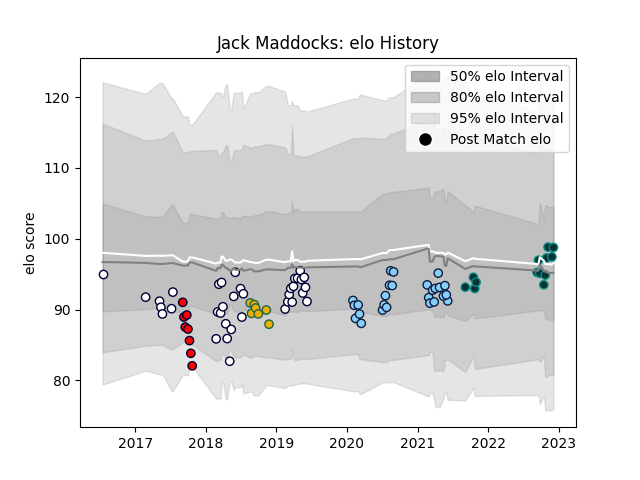 Jack Maddocks: elo History
50% elo Interval
80% elo Interval
95% elo Interval
Post Match elo
elo score
120
110
100
90
80
2017 2018 2019 2020 2021 2022 2023